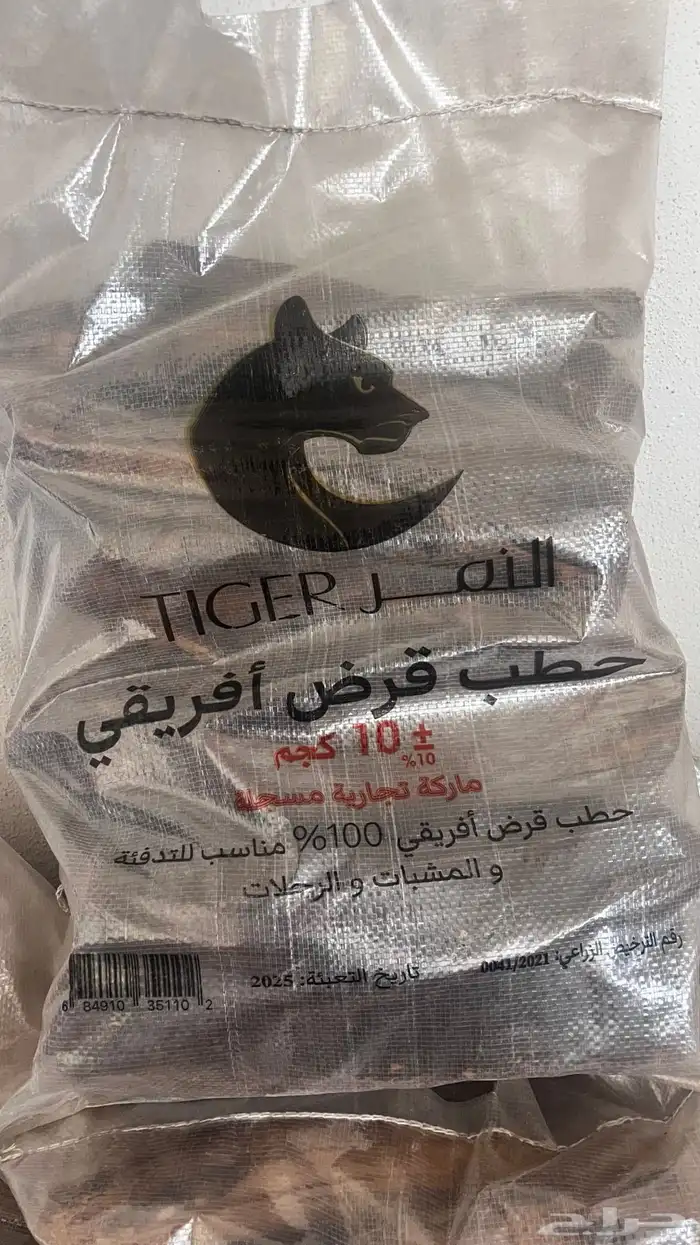 TIGER النمر
حطب قرض أفريقي
± 10 كجم
%10
ماركة تجارية مسجلة
حطب قرض أفريقي 100% مناسب للتدفئة
و المشبات و الرحلات
رقم الترخيص الزراعي: 0041/2021
تاريخ التعبئة: 2025
6 84910 35110 2
حراج